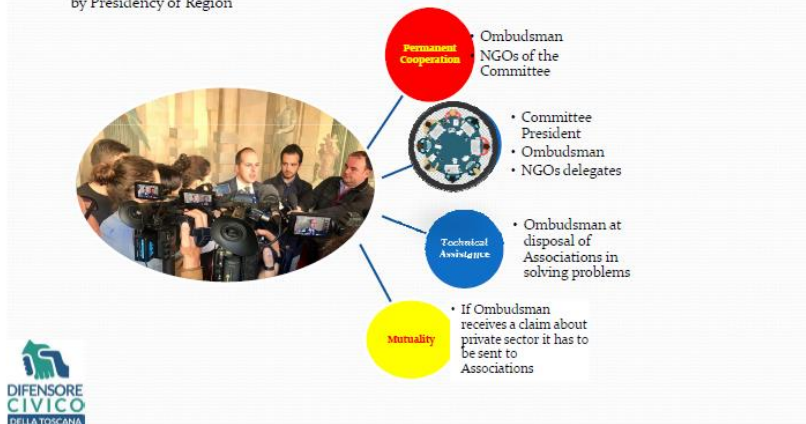 by Presidency of Region
Permanent
Cooperation
• Ombudsman
• NGOs of the
Committee
• Committee
President
• Ombudsman
• NGOs delegates
Technical
Assistance
• Ombudsman at
disposal of
Associations in
solving problems
Mutuality
• If Ombudsman
receives a claim about
private sector it has to
be sent to
Associations
DIFENSORE
CIVICO
DELLA TOSCANA